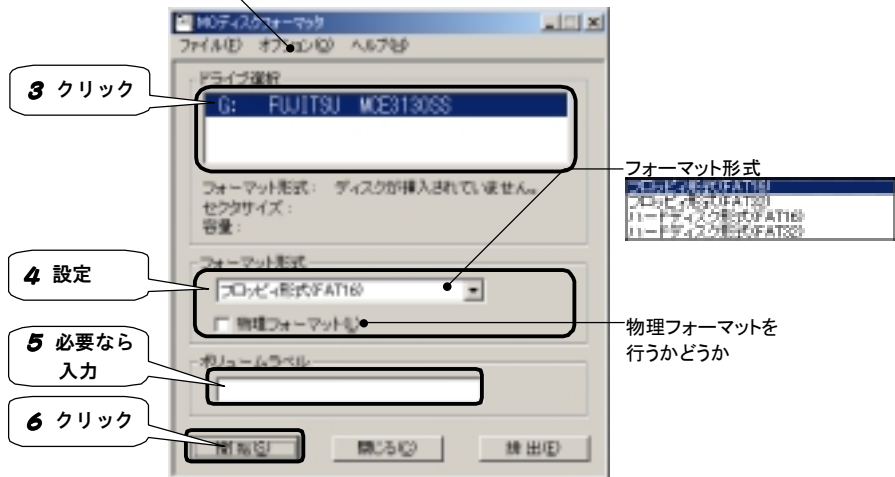 MOディスクフォーマッタ
ファイル(F) オプション(O) ヘルプ(H)
ドライブ選択
3 クリック
G: FUJITSU MCE3130SS
フォーマット形式
フロッピィ形式(FAT16)
フロッピィ形式(FAT32)
ハードディスク形式(FAT16)
ハードディスク形式(FAT32)
フォーマット形式: ディスクが挿入されていません。
セクタサイズ:
容量:
フォーマット形式
4 設定
フロッピィ形式(FAT16)
物理フォーマット(L)
物理フォーマットを
行うかどうか
5 必要なら
入力
ボリュームラベル
6 クリック
開始(S) 閉じる(C) 排出(E)